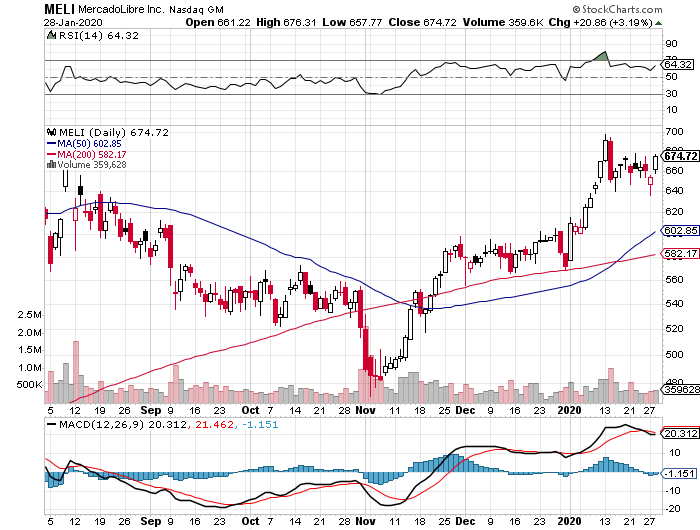 MELI MercadoLibre Inc. Nasdaq GM © StockCharts.com
28-Jan-2020 Open 661.22 High 676.31 Low 657.77 Close 674.72 Volume 359.6K Chg +20.86 (+3.19%)
RSI(14) 64.32
90
70
64.32
50
30
10
MELI (Daily) 674.72
MA(50) 602.85
MA(200) 582.17
Volume 359,628
700
674.72
660
640
620
602.85
582.17
560
540
520
500
480
359628
2.5M
2.0M
1.5M
1.0M
500K
5 12 19 26 Sep 9 16 23 Oct 7 14 21 28 Nov 11 18 25 Dec 9 16 23 2020 13 21 27
MACD(12,26,9) 20.312, 21.462, -1.151
20.312
10
-1.151
-10
-20
5 12 19 26 Sep 9 16 23 Oct 7 14 21 28 Nov 11 18 25 Dec 9 16 23 2020 13 21 27